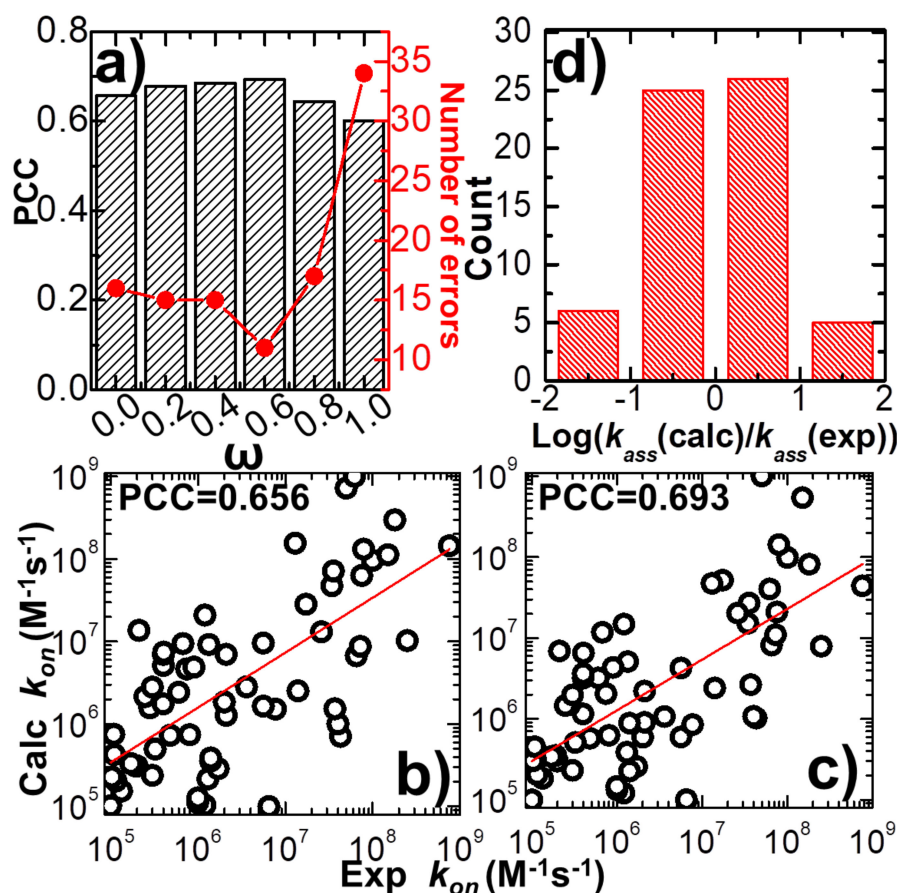 a)
0.8
0.6
0.4
0.2
0.0
PCC
35
30
25
20
15
10
Number of errors
0.0 0.2 0.4 0.6 0.8 1.0
ω
d)
30
25
20
15
10
5
0
Count
-2 -1 0 1 2
Log(k_ass(calc)/k_ass(exp))
PCC=0.656
b)
10⁹
10⁸
10⁷
10⁶
10⁵
Calc k_on (M⁻¹s⁻¹)
10⁵ 10⁶ 10⁷ 10⁸ 10⁹
PCC=0.693
c)
10⁹
10⁸
10⁷
10⁶
10⁵
10⁵ 10⁶ 10⁷ 10⁸ 10⁹
Exp k_on (M⁻¹s⁻¹)